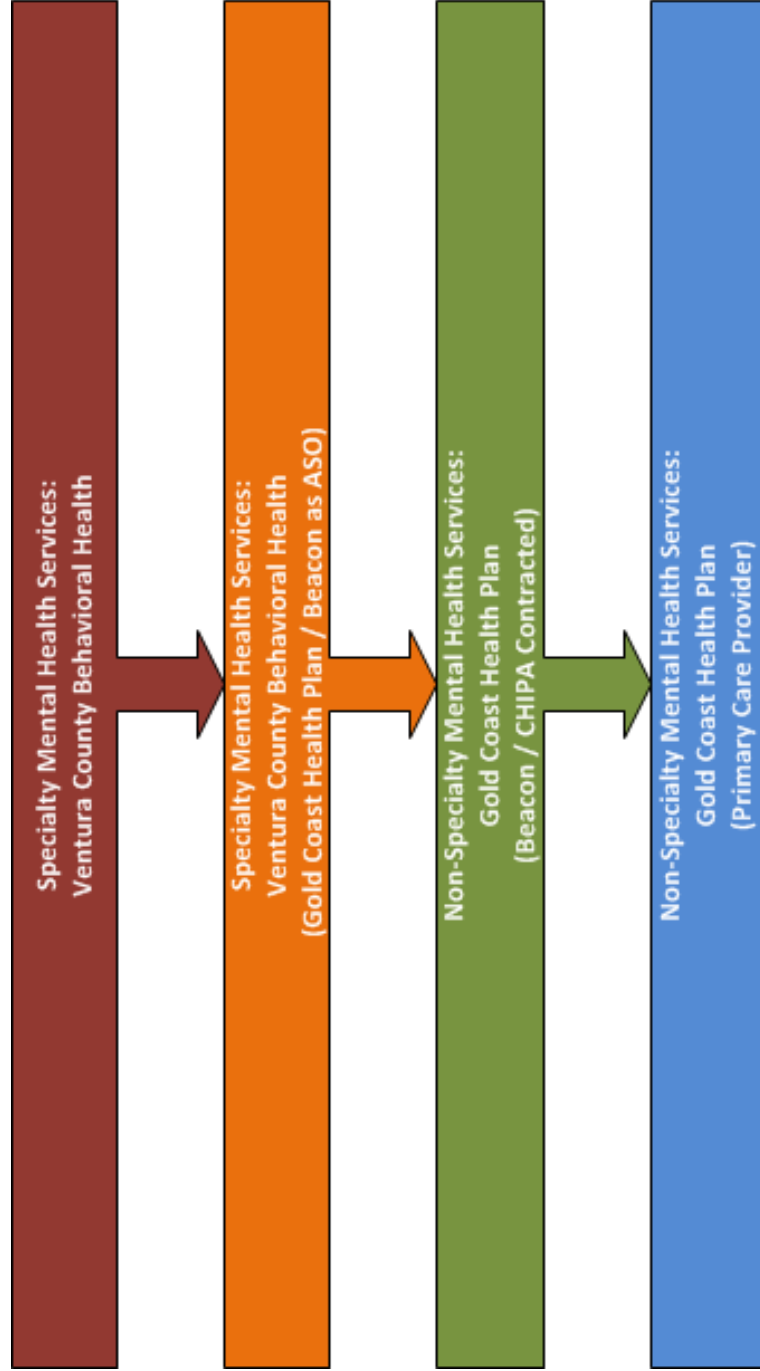 Specialty Mental Health Services:
Ventura County Behavioral Health
Specialty Mental Health Services:
Ventura County Behavioral Health
(Gold Coast Health Plan / Beacon as ASO)
Non-Specialty Mental Health Services:
Gold Coast Health Plan
(Beacon / CHIPA Contracted)
Non-Specialty Mental Health Services:
Gold Coast Health Plan
(Primary Care Provider)